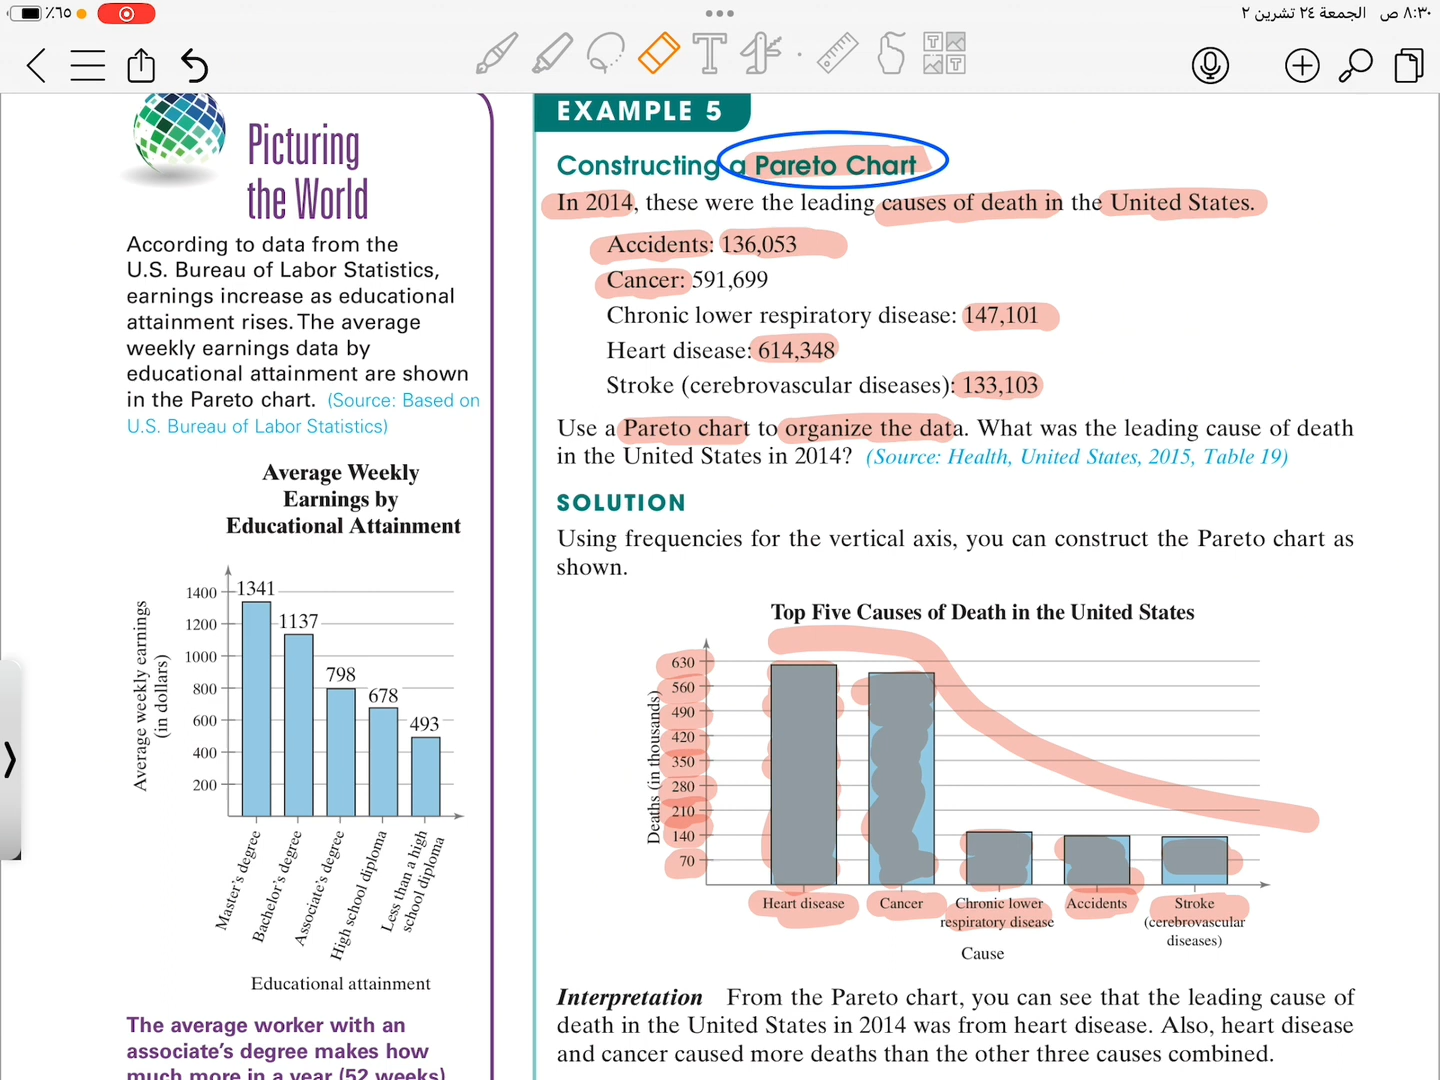 ٪٦٥
٨:٣٠ ص الجمعة ٢٤ تشرين ٢
Picturing
the World
According to data from the
U.S. Bureau of Labor Statistics,
earnings increase as educational
attainment rises. The average
weekly earnings data by
educational attainment are shown
in the Pareto chart. (Source: Based on
U.S. Bureau of Labor Statistics)
Average Weekly
Earnings by
Educational Attainment
Average weekly earnings
(in dollars)
1400
1200
1000
800
600
400
200
1341
1137
798
678
493
Master's degree
Bachelor's degree
Associate's degree
High school diploma
Less than a high
school diploma
Educational attainment
The average worker with an
associate's degree makes how
much more in a year (52 weeks)
EXAMPLE 5
Constructing a Pareto Chart
In 2014, these were the leading causes of death in the United States.
Accidents: 136,053
Cancer: 591,699
Chronic lower respiratory disease: 147,101
Heart disease: 614,348
Stroke (cerebrovascular diseases): 133,103
Use a Pareto chart to organize the data. What was the leading cause of death
in the United States in 2014? (Source: Health, United States, 2015, Table 19)
SOLUTION
Using frequencies for the vertical axis, you can construct the Pareto chart as
shown.
Top Five Causes of Death in the United States
Deaths (in thousands)
630
560
490
420
350
280
210
140
70
Heart disease
Cancer
Chronic lower
respiratory disease
Accidents
Stroke
(cerebrovascular
diseases)
Cause
Interpretation From the Pareto chart, you can see that the leading cause of
death in the United States in 2014 was from heart disease. Also, heart disease
and cancer caused more deaths than the other three causes combined.